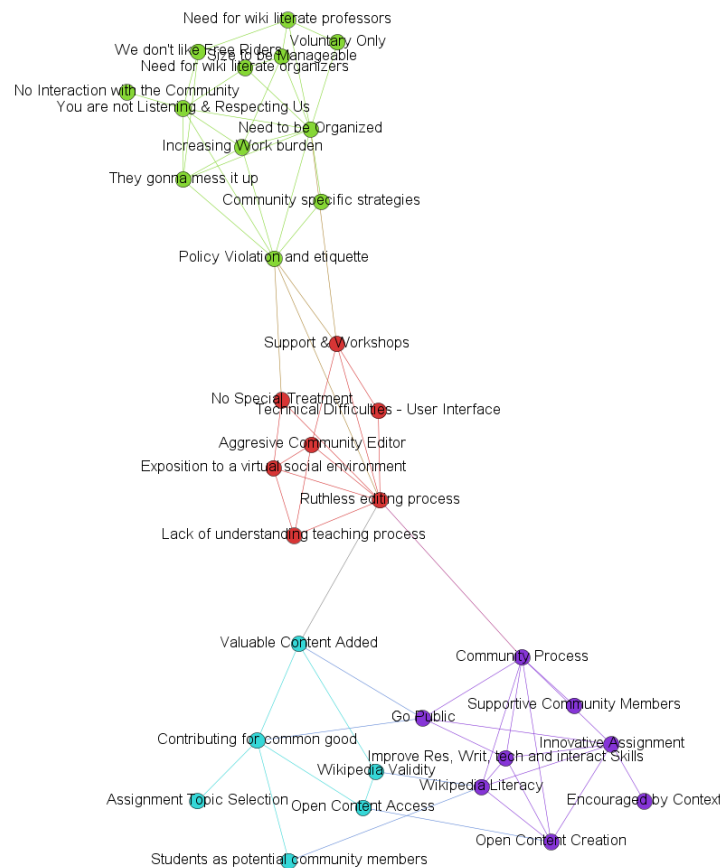 Need for wiki literate professors
Voluntary Only
We don't like Free Riders
Size to be Manageable
Need for wiki literate organizers
No Interaction with the Community
You are not Listening & Respecting Us
Need to be Organized
Increasing Work burden
They gonna mess it up
Community specific strategies
Policy Violation and etiquette
Support & Workshops
No Special Treatment
Technical Difficulties - User Interface
Aggresive Community Editor
Exposition to a virtual social environment
Ruthless editing process
Lack of understanding teaching process
Valuable Content Added
Community Process
Supportive Community Members
Go Public
Contributing for common good
Innovative Assignment
Improve Res, Writ, tech and interact Skills
Wikipedia Validity
Wikipedia Literacy
Assignment Topic Selection
Open Content Access
Encouraged by Context
Open Content Creation
Students as potential community members